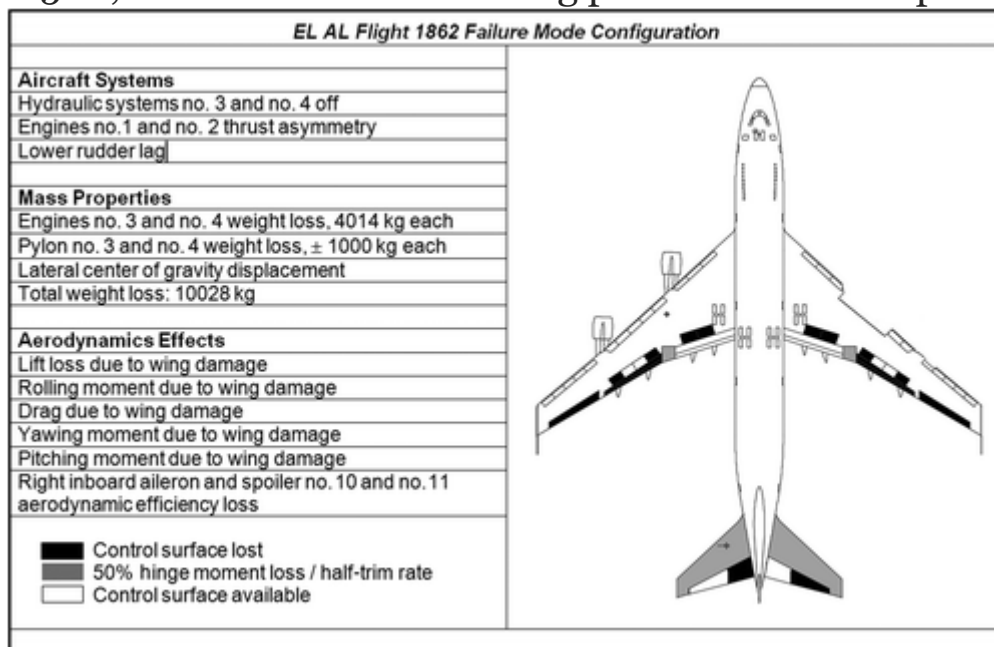 EL AL Flight 1862 Failure Mode Configuration
Aircraft Systems
Hydraulic systems no. 3 and no. 4 off
Engines no.1 and no. 2 thrust asymmetry
Lower rudder lag
Mass Properties
Engines no. 3 and no. 4 weight loss, 4014 kg each
Pylon no. 3 and no. 4 weight loss, ± 1000 kg each
Lateral center of gravity displacement
Total weight loss: 10028 kg
Aerodynamics Effects
Lift loss due to wing damage
Rolling moment due to wing damage
Drag due to wing damage
Yawing moment due to wing damage
Pitching moment due to wing damage
Right inboard aileron and spoiler no. 10 and no. 11
aerodynamic efficiency loss
Control surface lost
50% hinge moment loss / half-trim rate
Control surface available